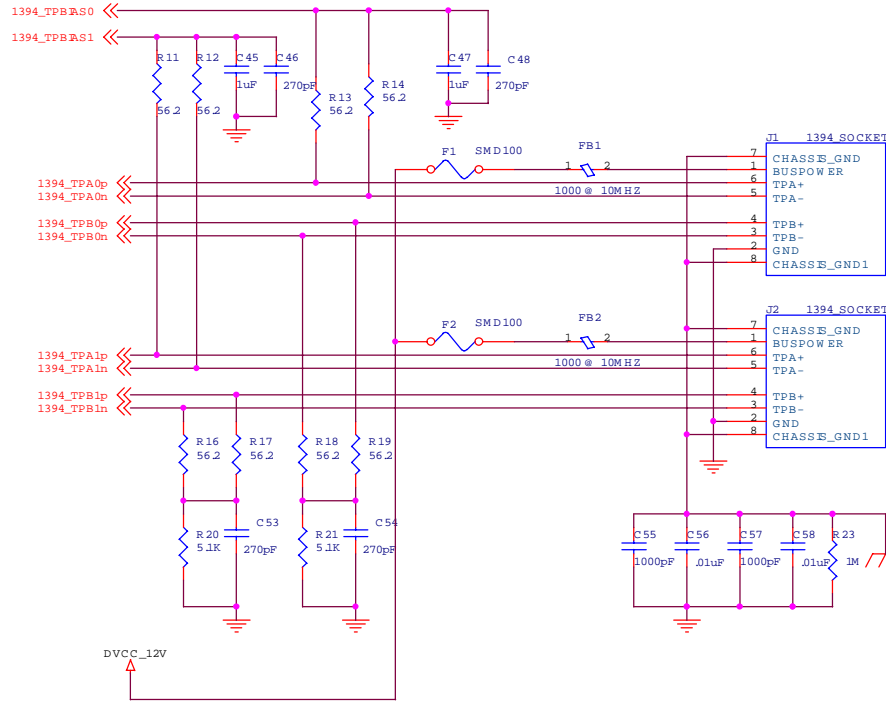 1394_TPBIAS0
1394_TPBIAS1
R11
R12
C45
C46
C47
C48
56.2
56.2
1uF
270pF
R13
56.2
R14
56.2
1uF
270pF
J1 1394_SOCKET
F1 SMD100
FB1
1 2
1000 @ 10MHZ
7 CHASSIS_GND
1 BUSPOWER
6 TPA+
5 TPA-
4 TPB+
3 TPB-
2 GND
8 CHASSIS_GND1
1394_TPA0p
1394_TPA0n
1394_TPB0p
1394_TPB0n
J2 1394_SOCKET
F2 SMD100
FB2
1 2
1000 @ 10MHZ
7 CHASSIS_GND
1 BUSPOWER
6 TPA+
5 TPA-
4 TPB+
3 TPB-
2 GND
8 CHASSIS_GND1
1394_TPA1p
1394_TPA1n
1394_TPB1p
1394_TPB1n
R16
56.2
R17
56.2
R18
56.2
R19
56.2
R20
5.1K
C53
270pF
R21
5.1K
C54
270pF
C55
1000pF
C56
.01uF
C57
1000pF
C58
.01uF
R23
1M
DVCC_12V